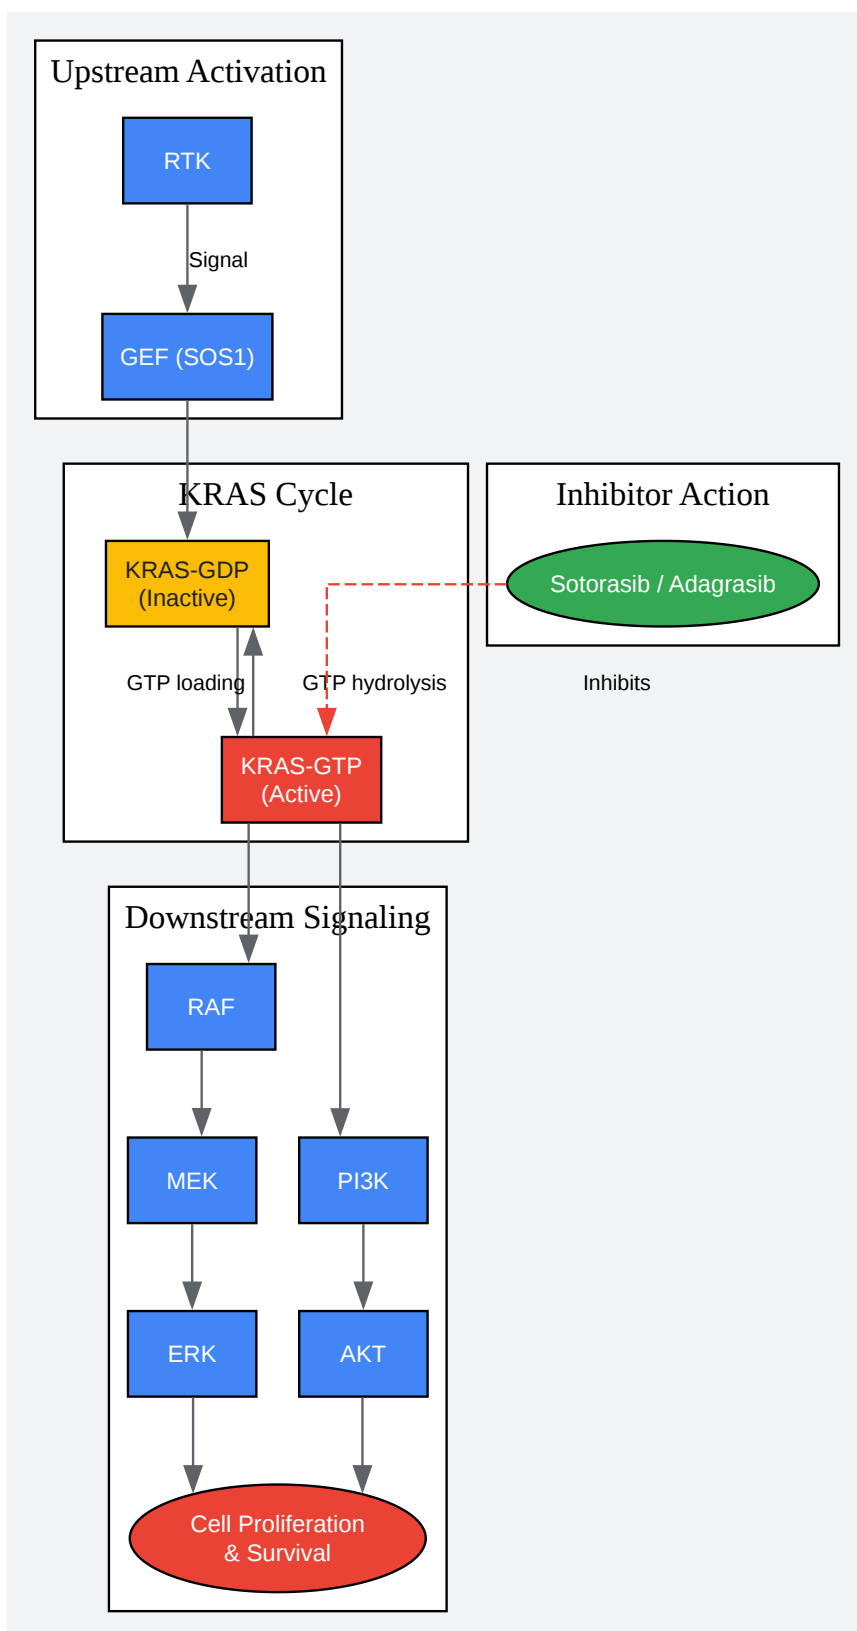 Upstream Activation
RTK
Signal
GEF (SOS1)
KRAS Cycle
Inhibitor Action
KRAS-GDP
(Inactive)
Sotorasib / Adagrasib
GTP loading
GTP hydrolysis
Inhibits
KRAS-GTP
(Active)
Downstream Signaling
RAF
MEK
PI3K
ERK
AKT
Cell Proliferation
& Survival